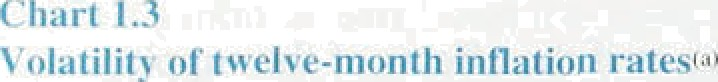 Chart 1.3
Volatility of twelve-month inflation rates(a)